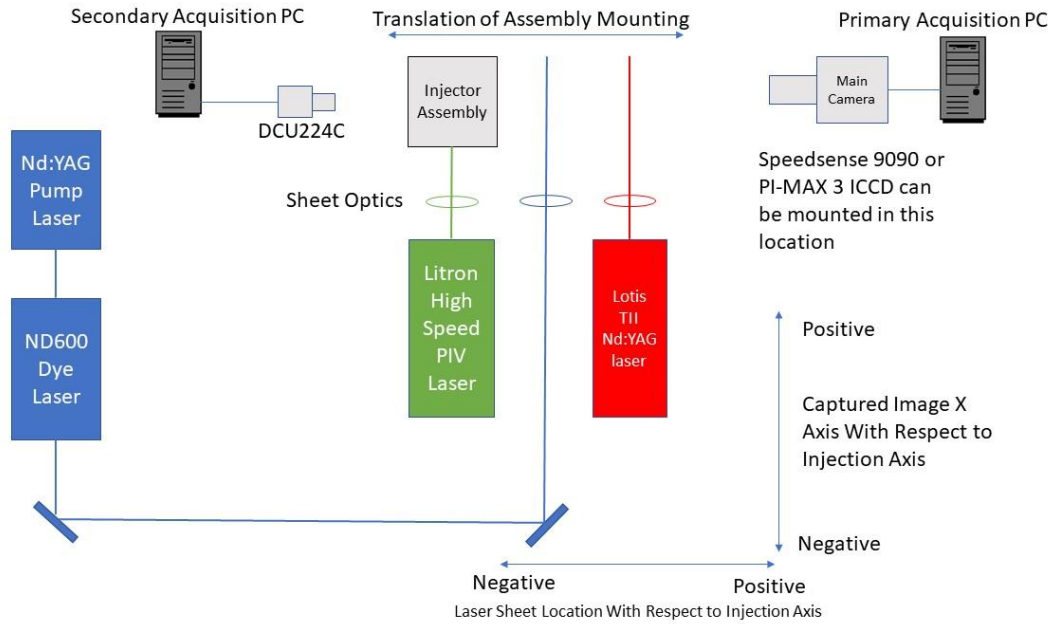 Secondary Acquisition PC
Translation of Assembly Mounting
Primary Acquisition PC
Injector
Assembly
Main
Camera
DCU224C
Nd:YAG
Pump
Laser
Speedsense 9090 or
PI-MAX 3 ICCD can
be mounted in this
location
Sheet Optics
Litron
High
Speed
PIV
Laser
Lotis
TII
Nd:YAG
laser
ND600
Dye
Laser
Positive
Captured Image X
Axis With Respect to
Injection Axis
Negative
Negative
Positive
Laser Sheet Location With Respect to Injection Axis